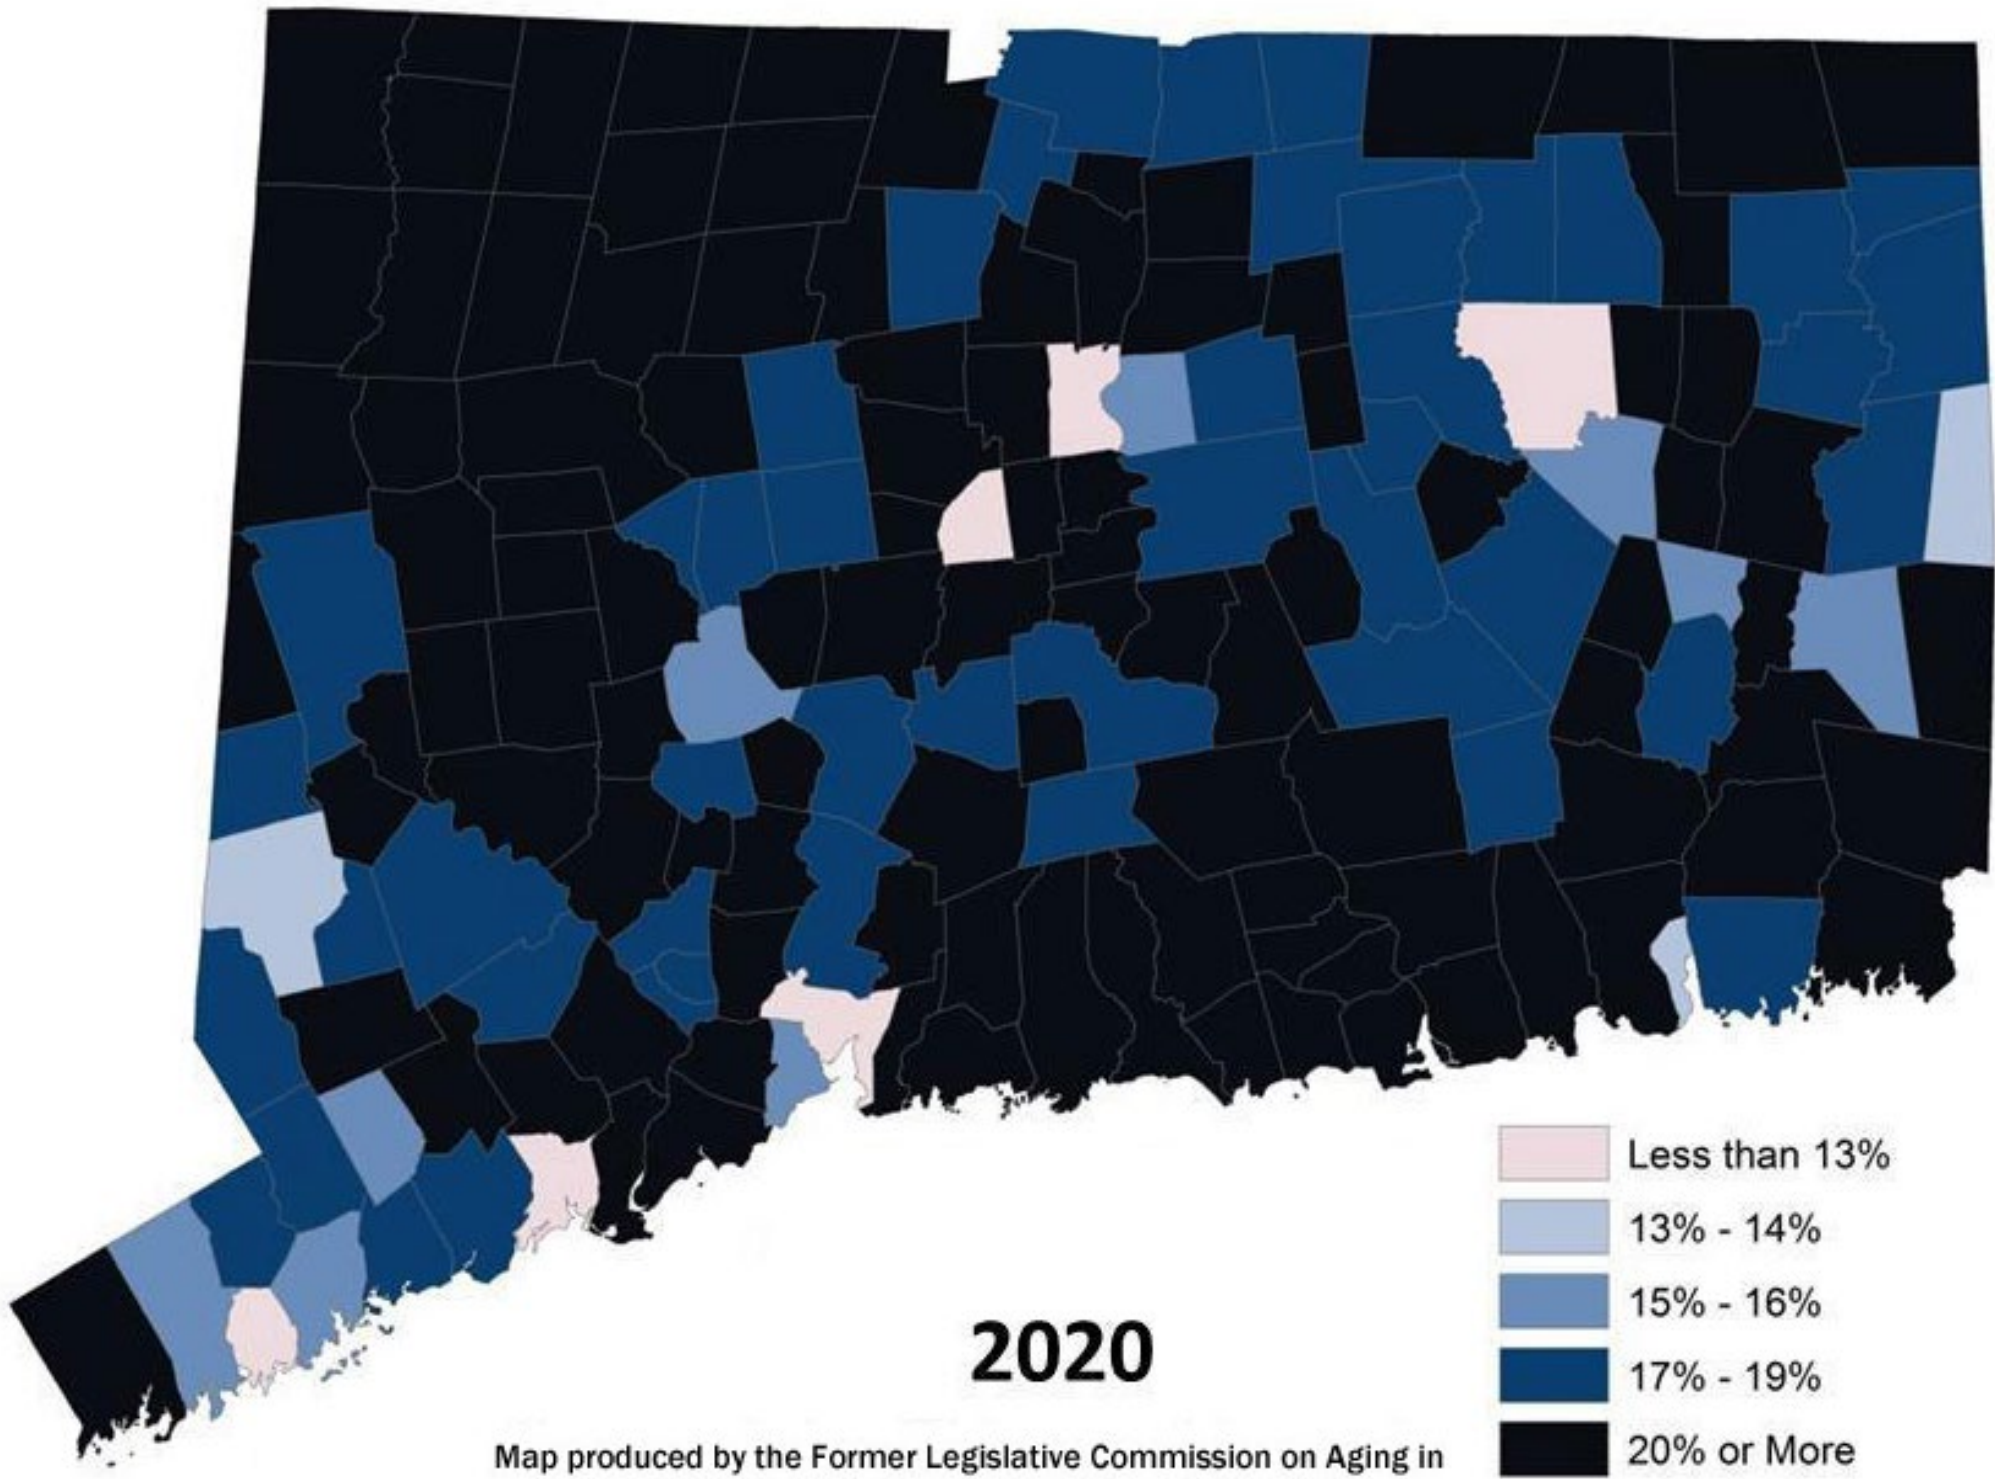 Less than 13%
13% - 14%
15% - 16%
17% - 19%
20% or More
2020
Map produced by the Former Legislative Commission on Aging in